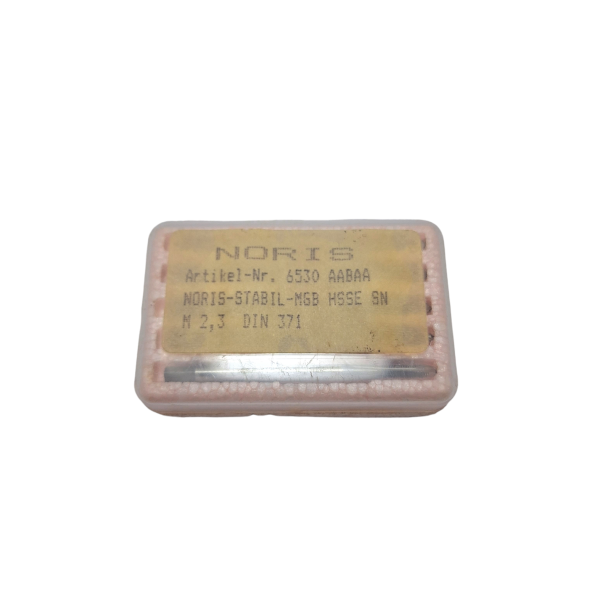 NORIS
Artikel-Nr. 6530 AABAA
NORIS-STABIL-MGB HSSE SN
M 2,3 DIN 371